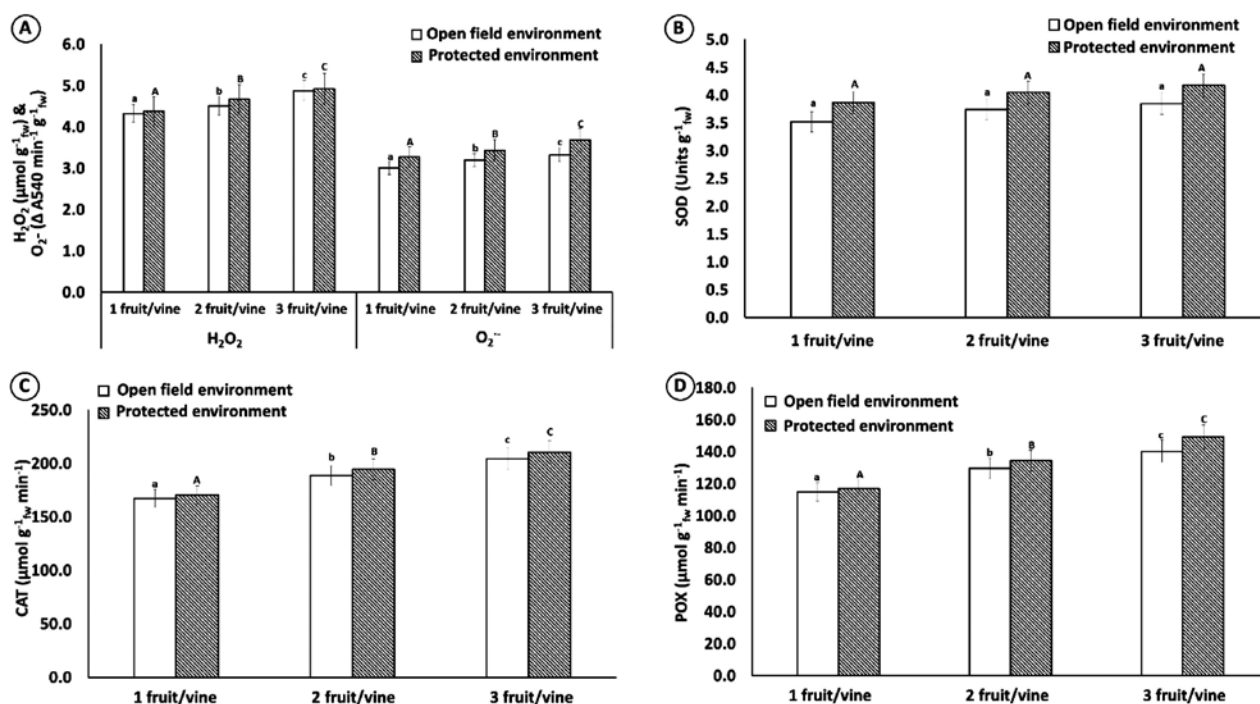 A
Open field environment
Protected environment
H₂O₂ (µmol g⁻¹fw) &
O₂⁻ (Δ A540 min⁻¹ g⁻¹fw)
6.0
5.0
4.0
3.0
2.0
1.0
0.0
a A b B c C a A b B c C
1 fruit/vine 2 fruit/vine 3 fruit/vine 1 fruit/vine 2 fruit/vine 3 fruit/vine
H₂O₂ O₂·⁻
B
Open field environment
Protected environment
SOD (Units g⁻¹fw)
5.0
4.5
4.0
3.5
3.0
2.5
2.0
1.5
1.0
0.5
0.0
a A a A a A
1 fruit/vine 2 fruit/vine 3 fruit/vine
C
Open field environment
Protected environment
CAT (µmol g⁻¹fw min⁻¹)
250.0
200.0
150.0
100.0
50.0
0.0
a A b B c C
1 fruit/vine 2 fruit/vine 3 fruit/vine
D
Open field environment
Protected environment
POX (µmol g⁻¹fw min⁻¹)
180.0
160.0
140.0
120.0
100.0
80.0
60.0
40.0
20.0
0.0
a A b B c C
1 fruit/vine 2 fruit/vine 3 fruit/vine